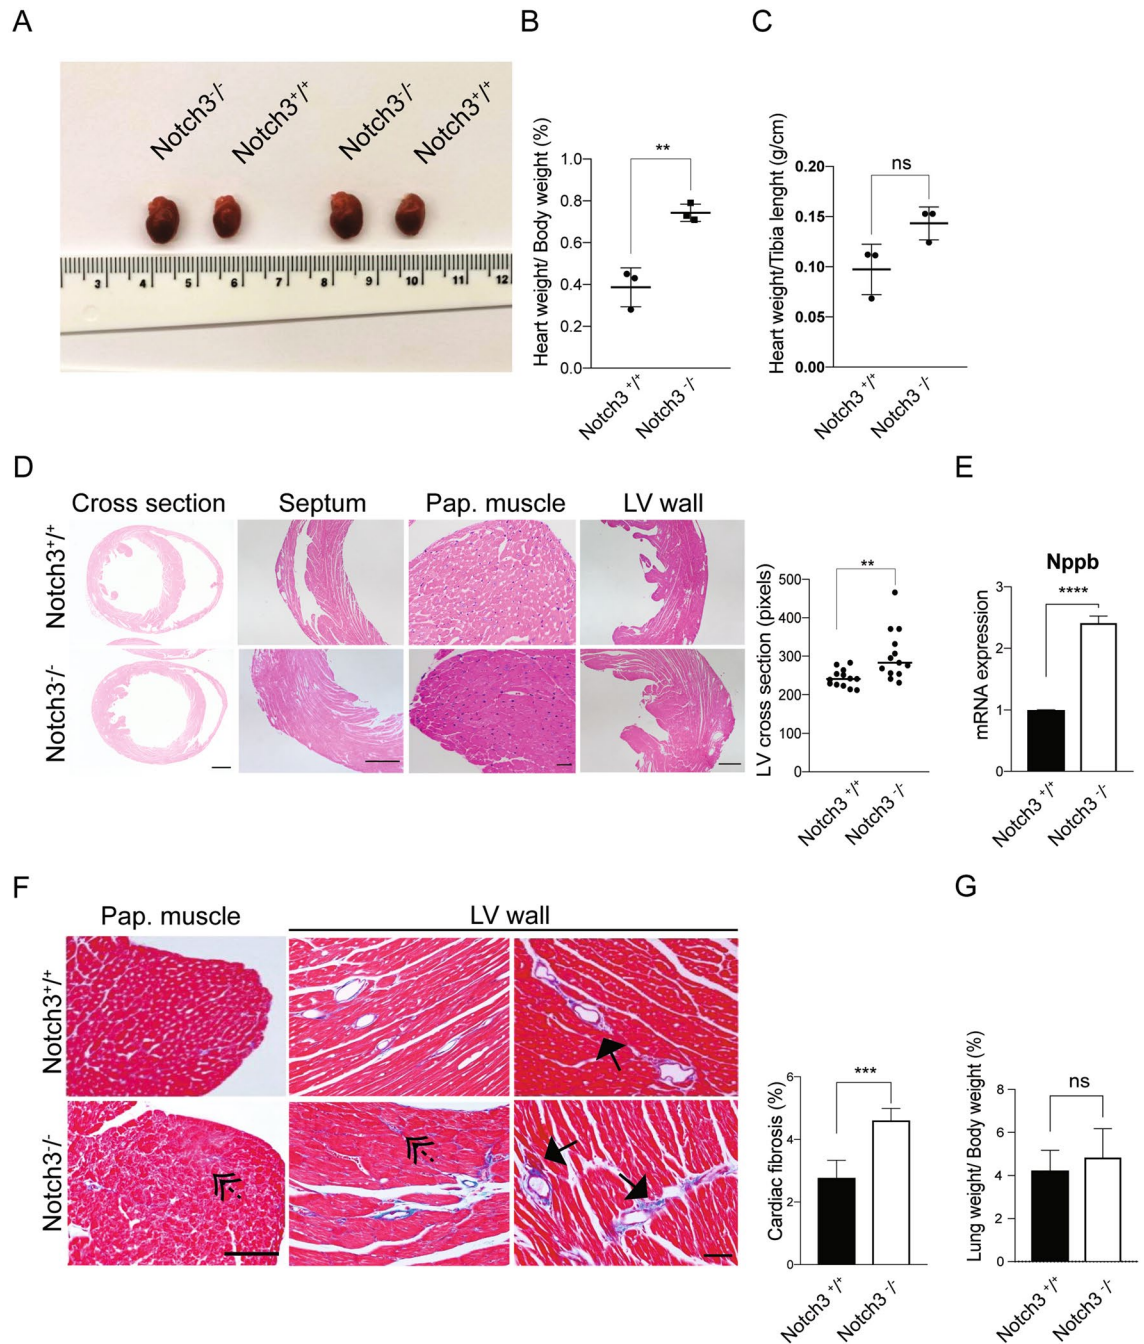 A
Notch3-/-
Notch3+/+
Notch3-/-
Notch3+/+
3 4 5 6 7 8 9 10 11 12
B
Heart weight/ Body weight (%)
1.0
0.8
0.6
0.4
0.2
0.0
**
Notch3 +/+
Notch3 -/-
C
Heart weight/Tibia lenght (g/cm)
0.20
0.15
0.10
0.05
0.00
ns
Notch3 +/+
Notch3 -/-
D
Cross section Septum Pap. muscle LV wall
Notch3+/+
Notch3-/-
LV cross section (pixels)
500
400
300
200
100
0
**
Notch3 +/+
Notch3 -/-
E
Nppb
mRNA expression
3
2
1
0
****
Notch3 +/+
Notch3 -/-
F
Pap. muscle LV wall
Notch3+/+
Notch3-/-
Cardiac fibrosis (%)
6
4
2
0
***
Notch3 +/+
Notch3 -/-
G
Lung weight/ Body weight (%)
8
6
4
2
0
ns
Notch3 +/+
Notch3 -/-